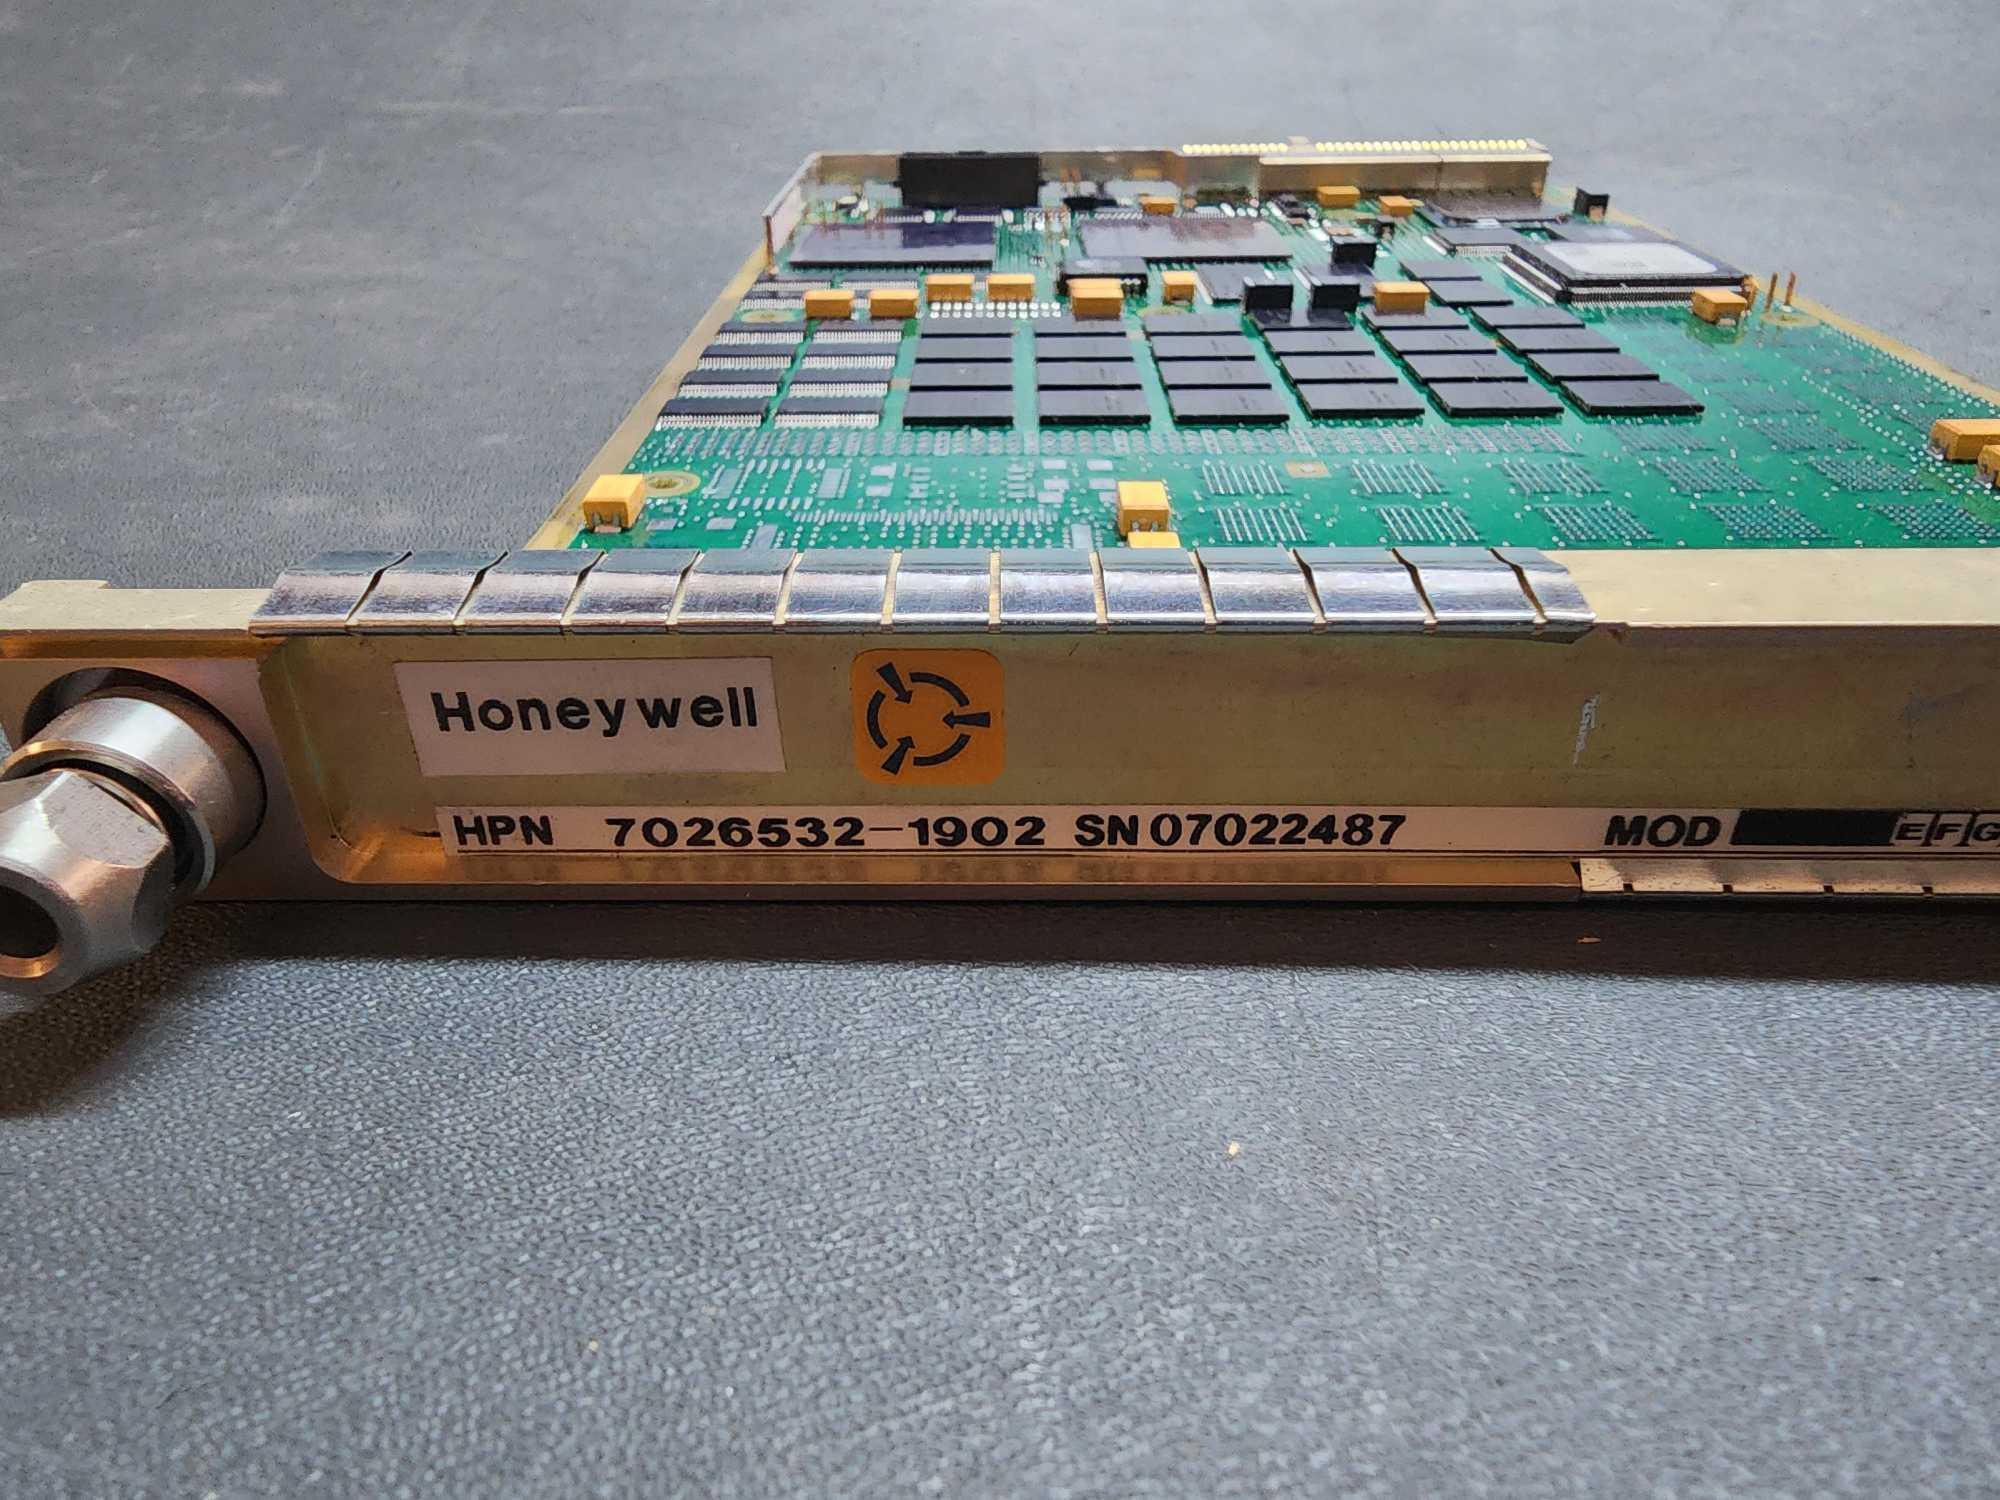 Honeywell
HPN 7026532-1902 SN 07022487 MOD E F G